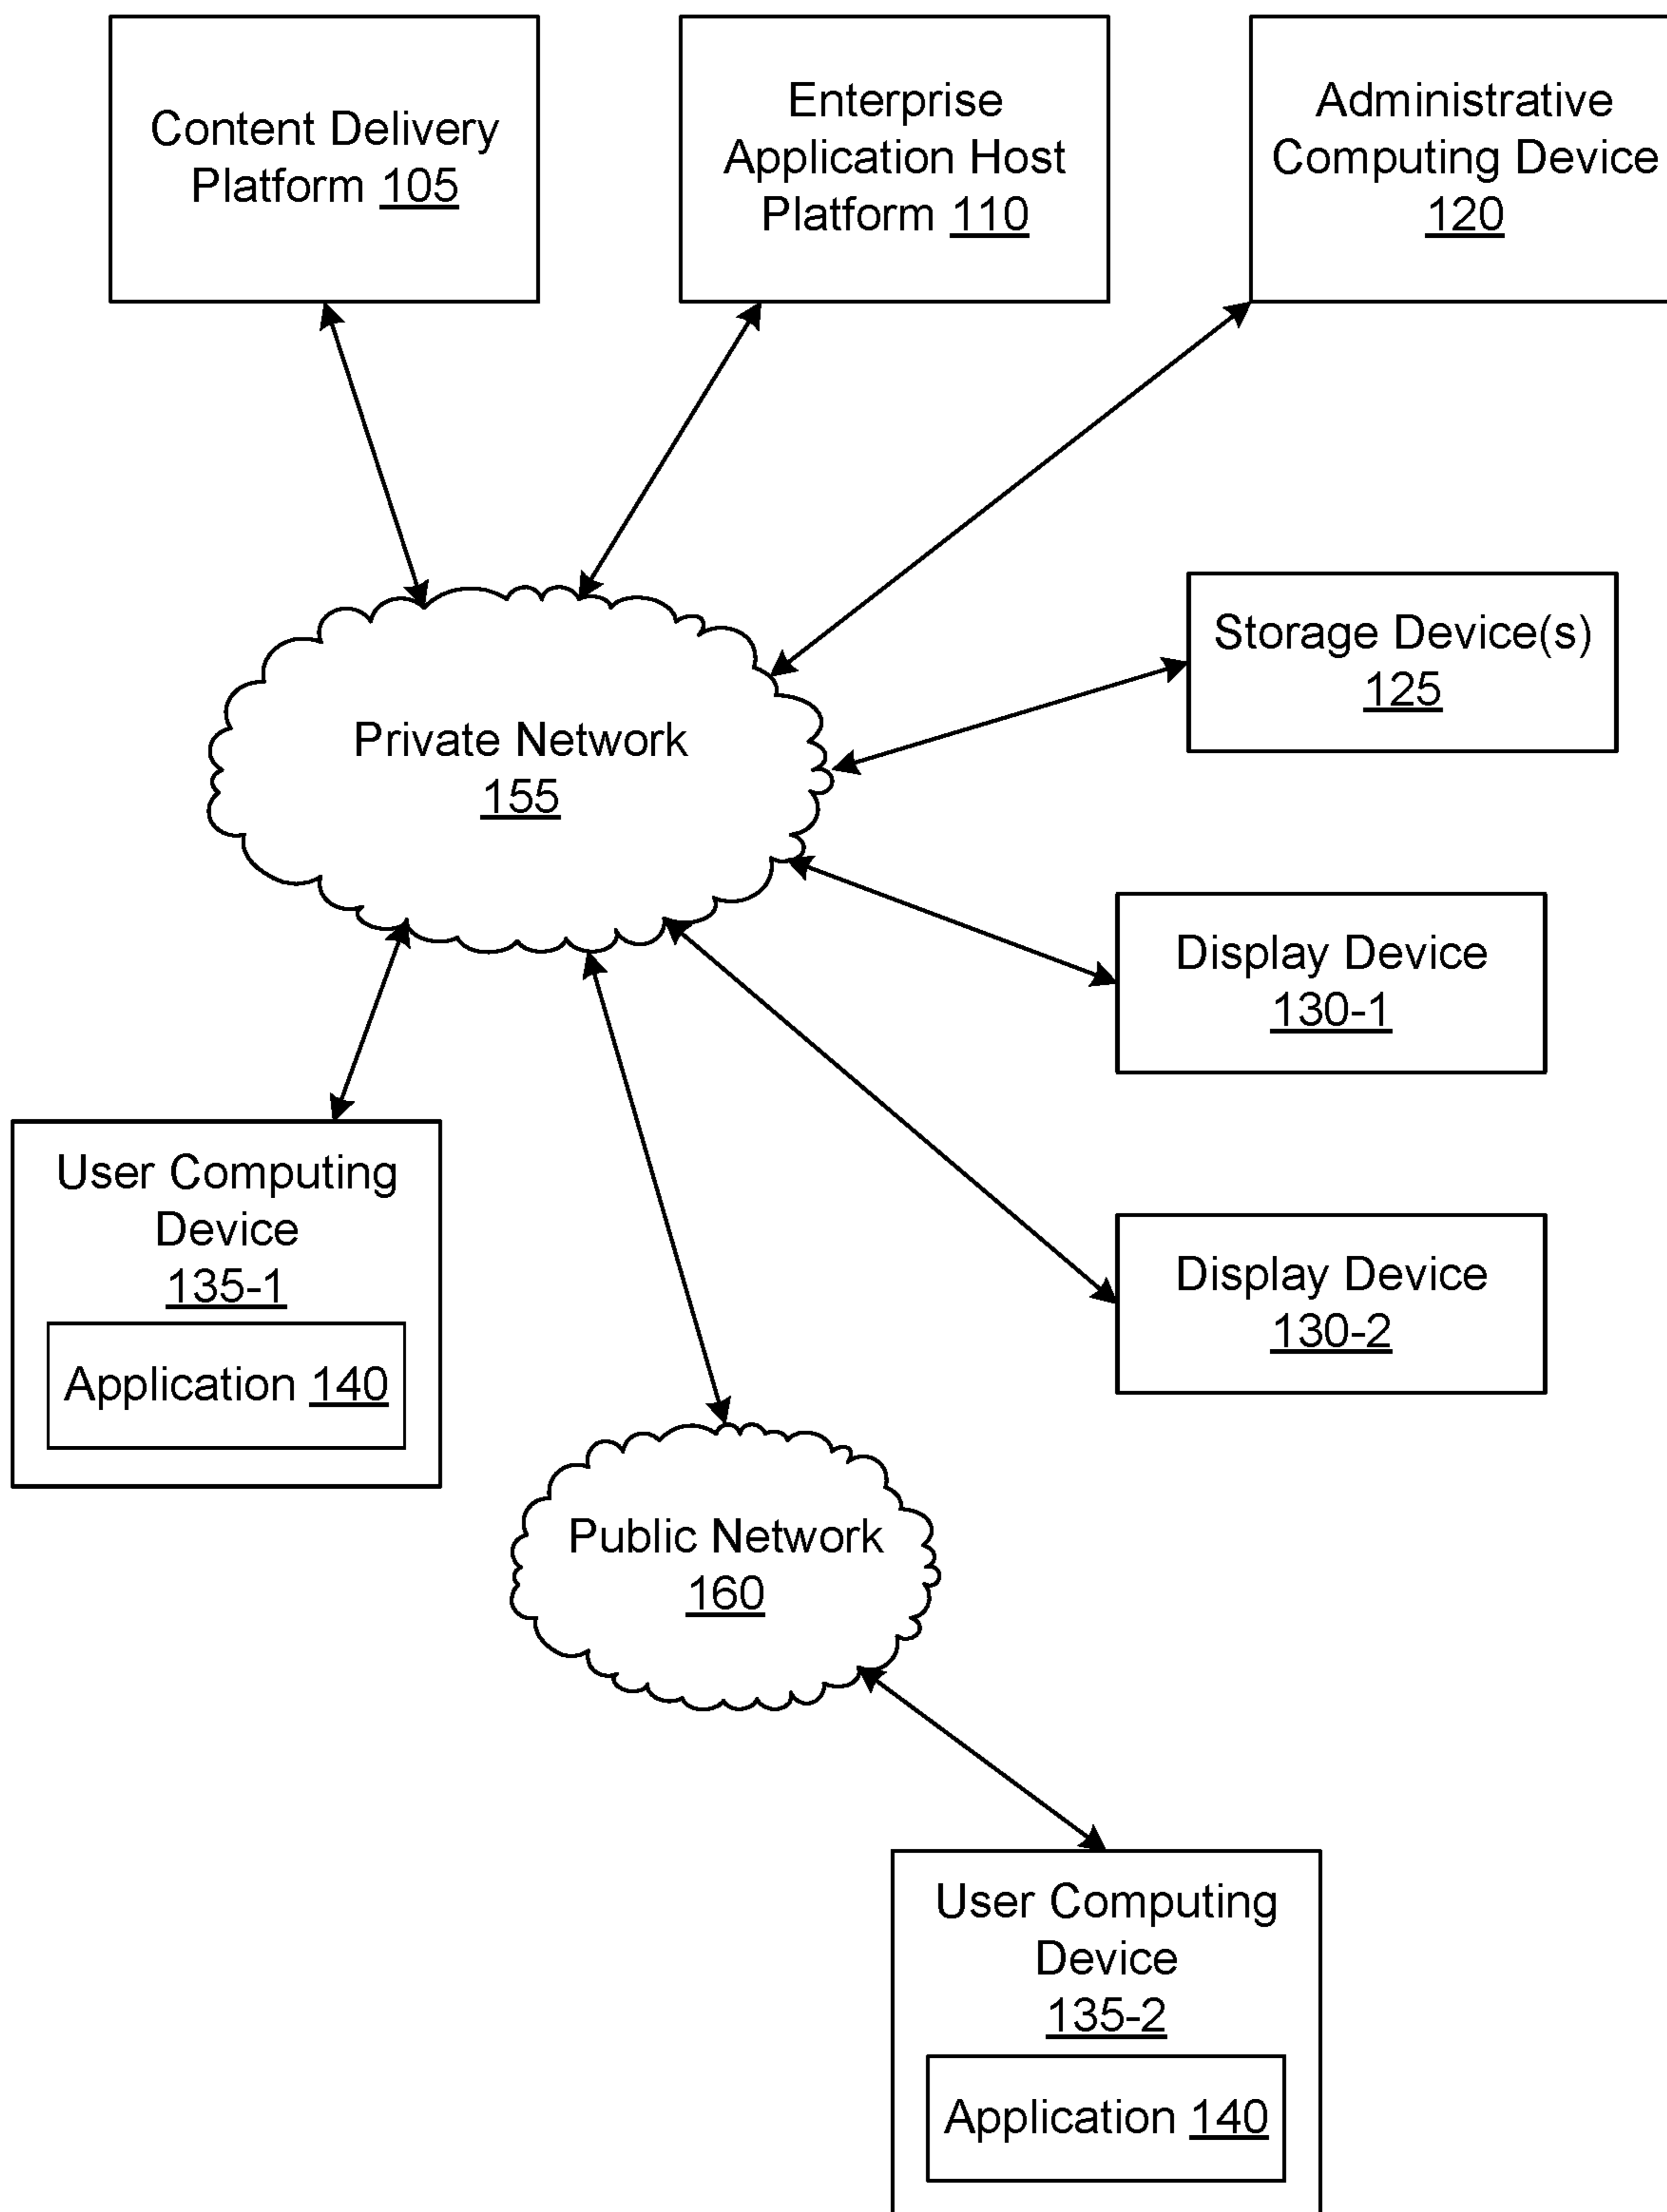 Content Delivery
Platform 105
Enterprise
Application Host
Platform 110
Administrative
Computing Device
120
Storage Device(s)
125
Private Network
155
Display Device
130-1
User Computing
Device
135-1
Application 140
Display Device
130-2
Public Network
160
User Computing
Device
135-2
Application 140